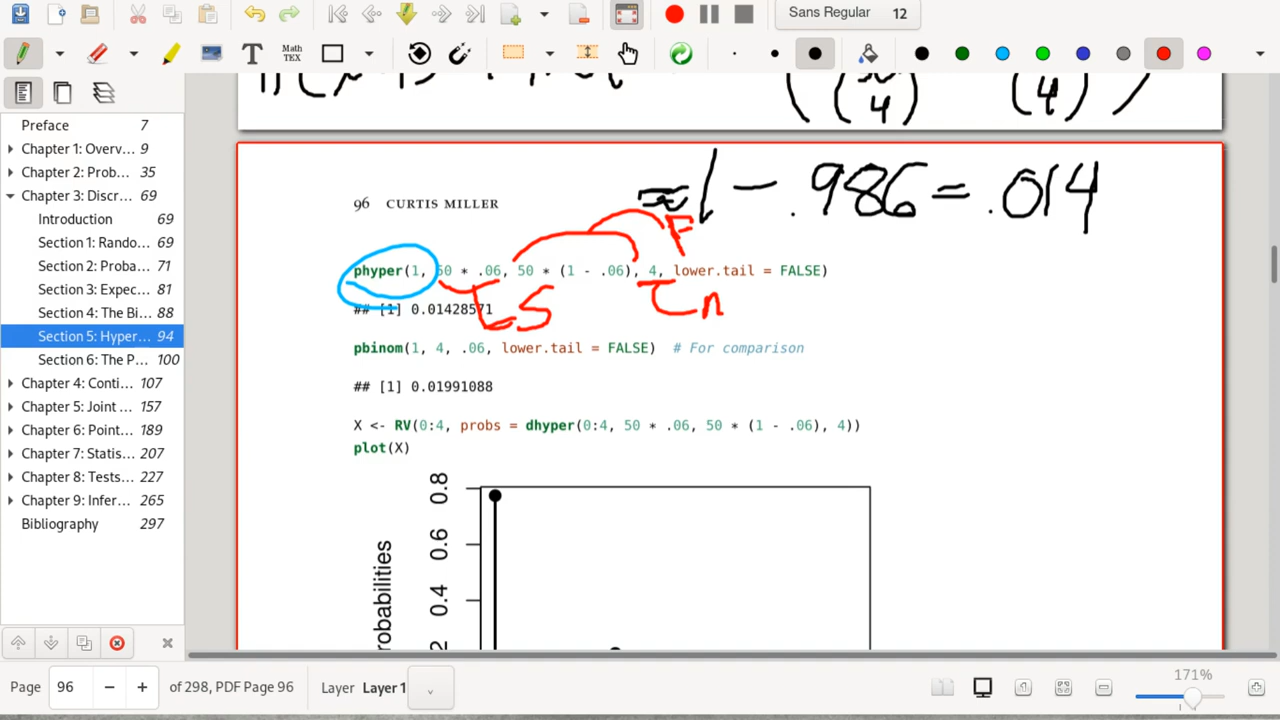 Sans Regular 12
Math
TEX
Preface 7
Chapter 1: Overv… 9
Chapter 2: Prob… 35
Chapter 3: Discr… 69
Introduction 69
Section 1: Rando… 69
Section 2: Proba… 71
Section 3: Expec… 81
Section 4: The Bi… 88
Section 5: Hyper… 94
Section 6: The P… 100
Chapter 4: Conti… 107
Chapter 5: Joint … 157
Chapter 6: Point… 189
Chapter 7: Statis… 207
Chapter 8: Tests… 227
Chapter 9: Infer… 265
Bibliography 297
4 4
96 CURTIS MILLER
≈ 1 - .986 = .014
F
phyper(1, 50 * .06, 50 * (1 - .06), 4, lower.tail = FALSE)
S n
## [1] 0.01428571
pbinom(1, 4, .06, lower.tail = FALSE) # For comparison
## [1] 0.01991088
X <- RV(0:4, probs = dhyper(0:4, 50 * .06, 50 * (1 - .06), 4))
plot(X)
0.8
0.6
0.4
robabilities
Page 96 of 298, PDF Page 96 Layer Layer 1 171%